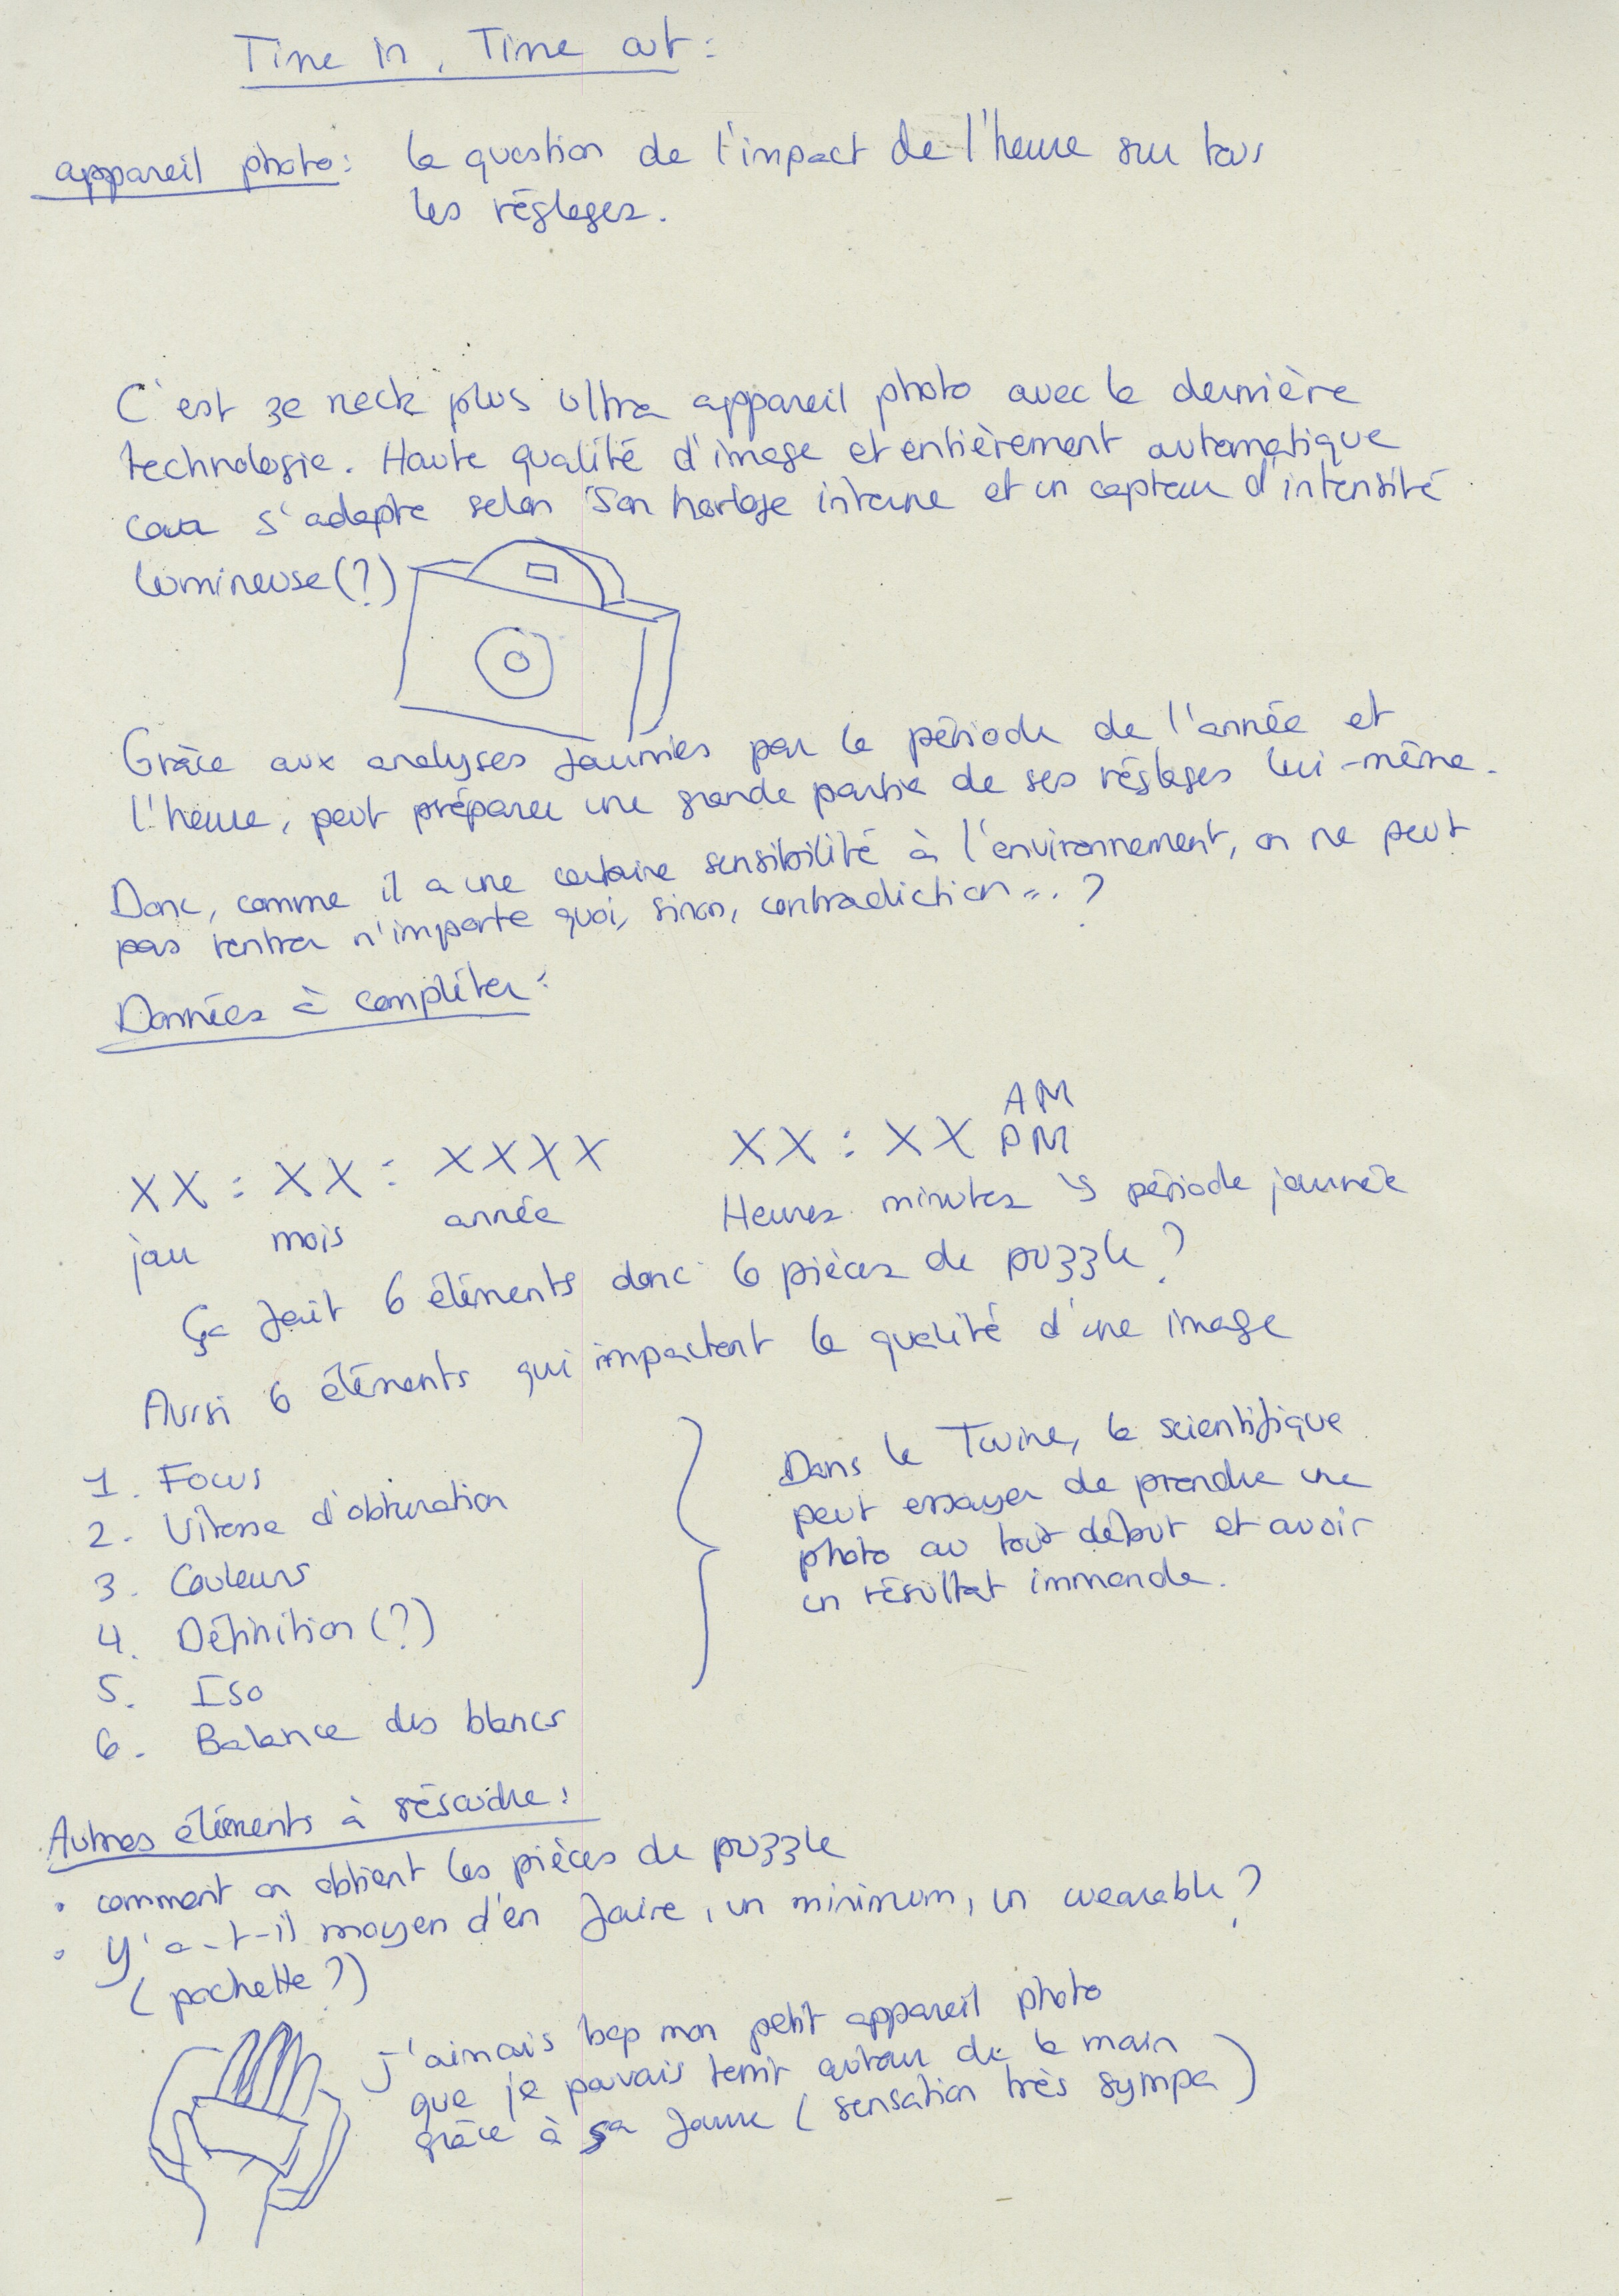 Time in, Time out :
appareil photo : la question de l'impact de l'heure sur tous
les réglages.
C'est ze neck plus ultra appareil photo avec la dernière
technologie. Haute qualité d'image et entièrement automatique
car s'adapte selon son horloge interne et un capteur d'intensité
lumineuse (?)
Grâce aux analyses fournies par la période de l'année et
l'heure, peut préparer une grande partie de ses réglages lui-même.
Donc, comme il a une certaine sensibilité à l'environnement, on ne peut
pas rentrer n'importe quoi, sinon, contradiction... ?
Données à compléter :
AM
XX : XX : XXXX XX : XX PM
jour mois année Heures minutes ↳ période journée
Ça fait 6 éléments donc 6 pièces de puzzle ?
Aussi 6 éléments qui impactent la qualité d'une image
1. Focus
2. Vitesse d'obturation
3. Couleurs
4. Définition (?)
5. Iso
6. Balance des blancs
Dans le Twine, le scientifique
peut essayer de prendre une
photo au tout début et avoir
un résultat immonde.
Autres éléments à résoudre :
• comment on obtient les pièces de puzzle
• y'a-t-il moyen d'en faire, un minimum, un wearable ?
(pochette ?)
J'aimais bcp mon petit appareil photo
que je pouvais tenir autour de la main
grâce à sa forme (sensation très sympa)